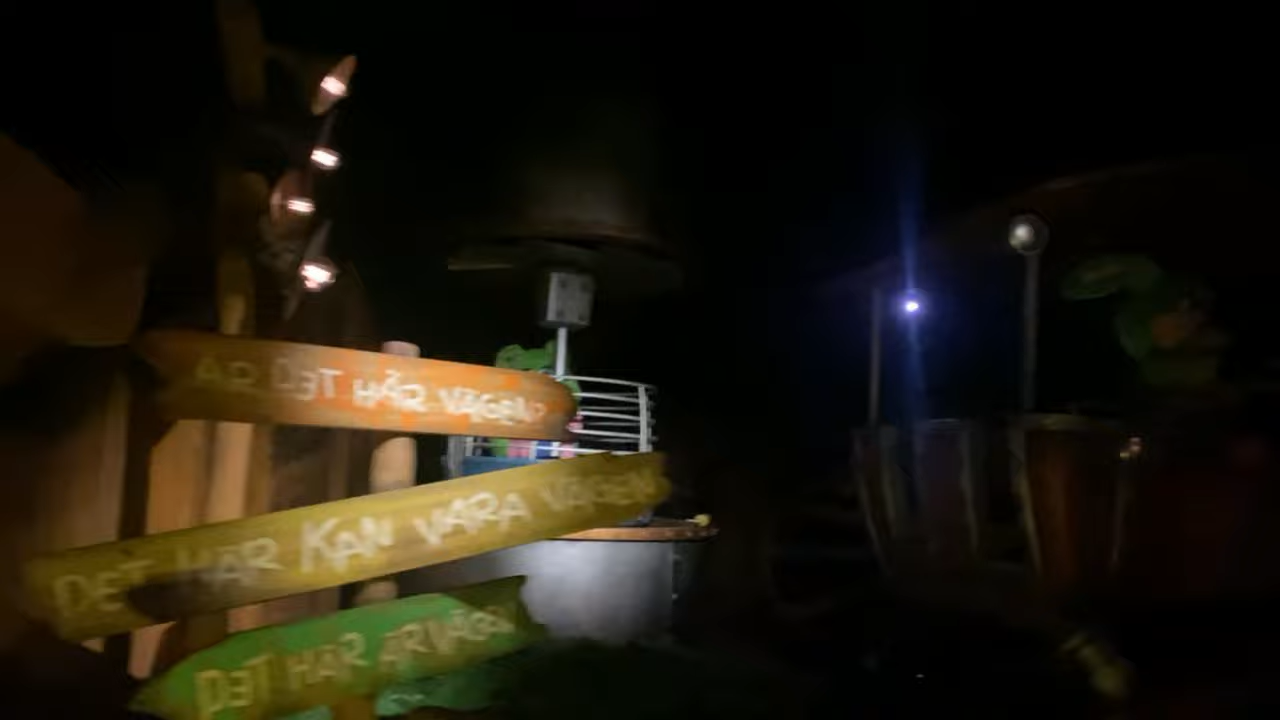 ÄR DET HÄR VÄGEN?
DET HÄR KAN VARA VÄGEN
DET HÄR ÄR VÄGEN